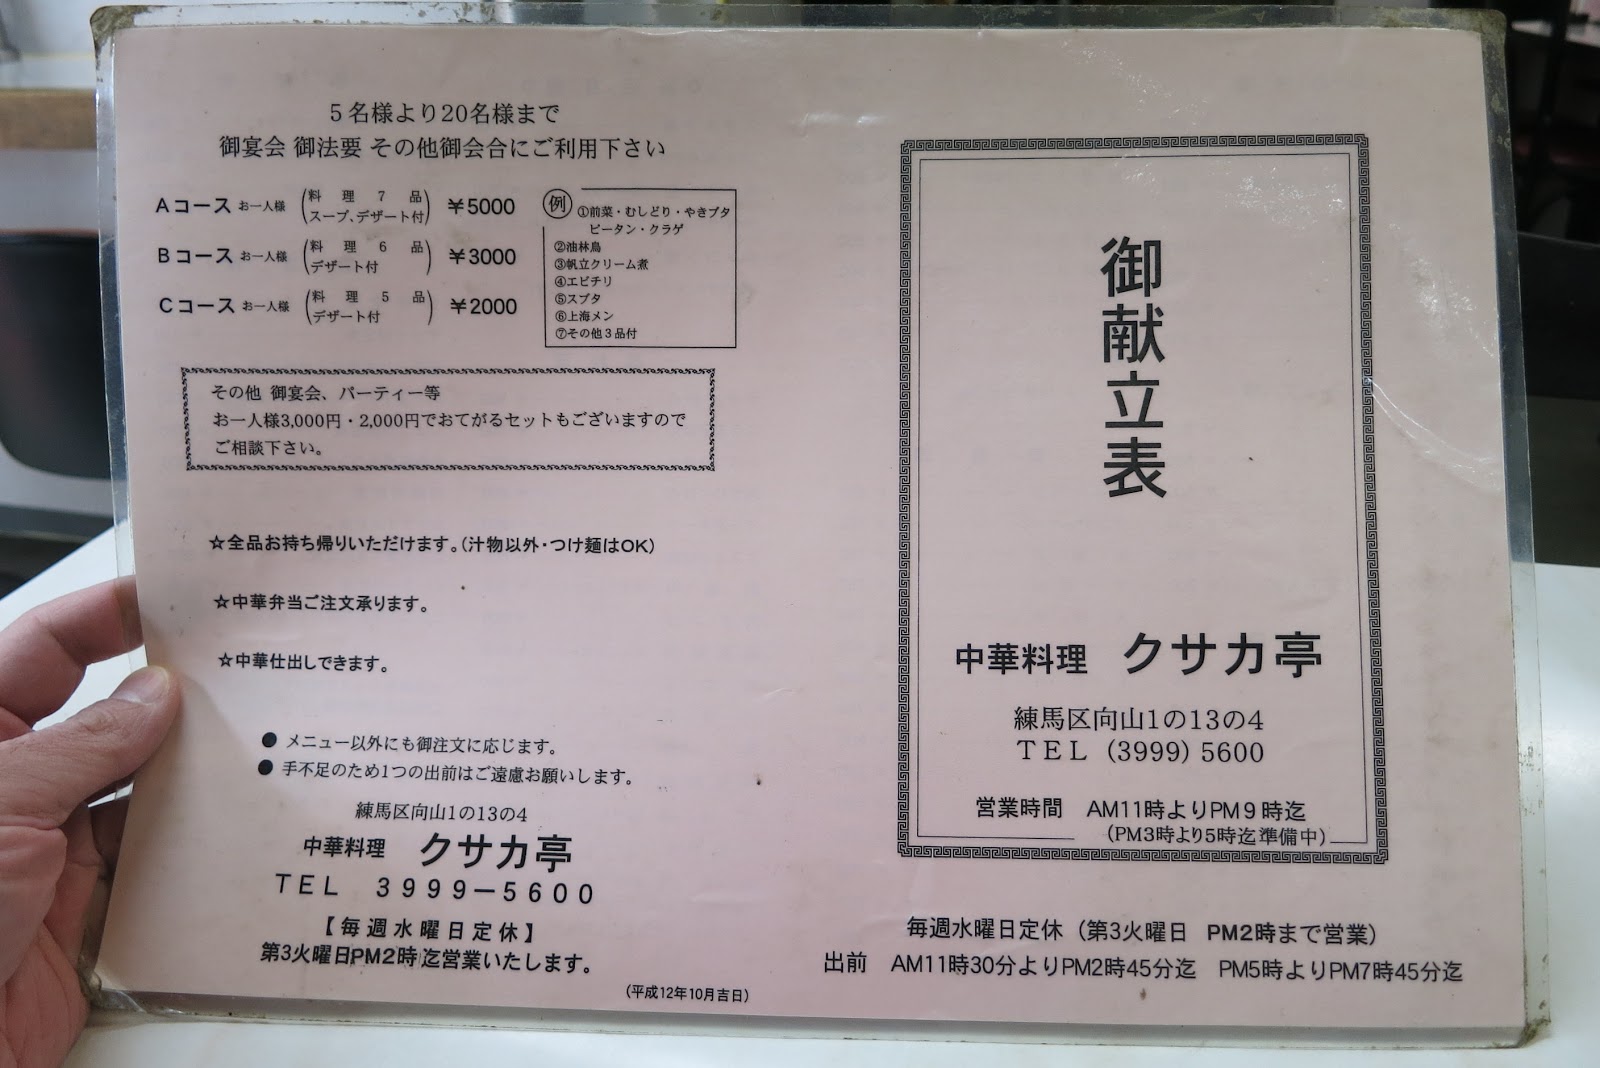 5名様より20名様まで
御宴会 御法要 その他御会合にご利用下さい
Aコース お一人様 (料理7品 スープ、デザート付) ¥5000
Bコース お一人様 (料理6品 デザート付) ¥3000
Cコース お一人様 (料理5品 デザート付) ¥2000
例
①前菜・むしどり・やきブタ
ピータン・クラゲ
②油林鳥
③帆立クリーム煮
④エビチリ
⑤スブタ
⑥上海メン
⑦その他3品付
その他 御宴会、パーティー等
お一人様3,000円・2,000円でおてがるセットもございますので
ご相談下さい。
☆全品お持ち帰りいただけます。(汁物以外・つけ麺はOK)
☆中華弁当ご注文承ります。
☆中華仕出しできます。
● メニュー以外にも御注文に応じます。
● 手不足のため1つの出前はご遠慮お願いします。
練馬区向山1の13の4
中華料理 クサカ亭
TEL 3999-5600
【毎週水曜日定休】
第3火曜日PM2時迄営業いたします。
(平成12年10月吉日)
御献立表
中華料理 クサカ亭
練馬区向山1の13の4
TEL (3999) 5600
営業時間 AM11時よりPM9時迄
(PM3時より5時迄準備中)
毎週水曜日定休 (第3火曜日 PM2時まで営業)
出前 AM11時30分よりPM2時45分迄 PM5時よりPM7時45分迄